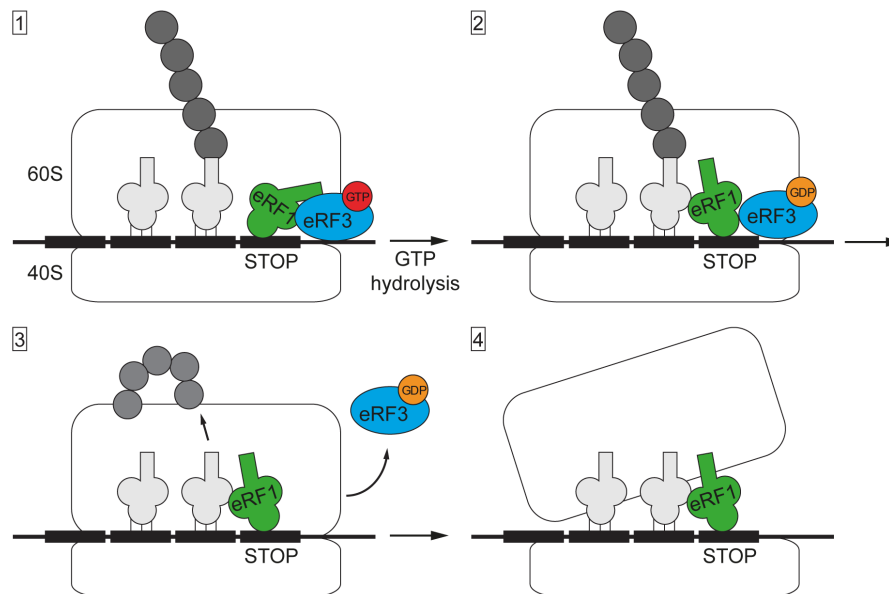 1
60S
eRF1
GTP
eRF3
STOP
40S
GTP
hydrolysis
2
eRF1
GDP
eRF3
STOP
3
GDP
eRF3
eRF1
STOP
4
eRF1
STOP